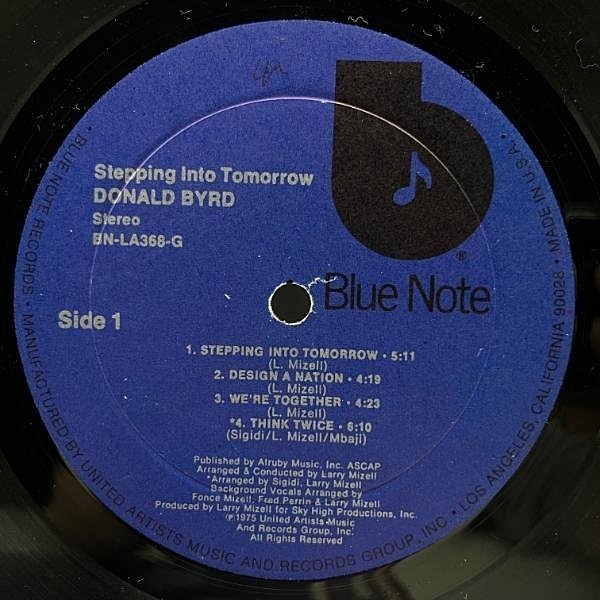 Stepping Into Tomorrow
DONALD BYRD
Stereo
BN-LA368-G
b
®
Blue Note
Side 1
1. STEPPING INTO TOMORROW • 5:11
(L. Mizell)
2. DESIGN A NATION • 4:19
(L. Mizell)
3. WE'RE TOGETHER • 4:23
(L. Mizell)
*4. THINK TWICE • 6:10
(Sigidi/L. Mizell/Mbaji)
Published by Alruby Music, Inc. ASCAP
Arranged & Conducted by Larry Mizell
*Arranged by Sigidi, Larry Mizell
Background Vocals Arranged by
Fonce Mizell, Fred Perrin & Larry Mizell
Produced by Larry Mizell for Sky High Productions, Inc.
℗1975 United Artists Music
And Records Group, Inc.
All Rights Reserved
• BLUE NOTE RECORDS • MANUFACTURED BY UNITED ARTISTS MUSIC AND RECORDS GROUP, INC • LOS ANGELES, CALIFORNIA 90028 • MADE IN U.S.A. •